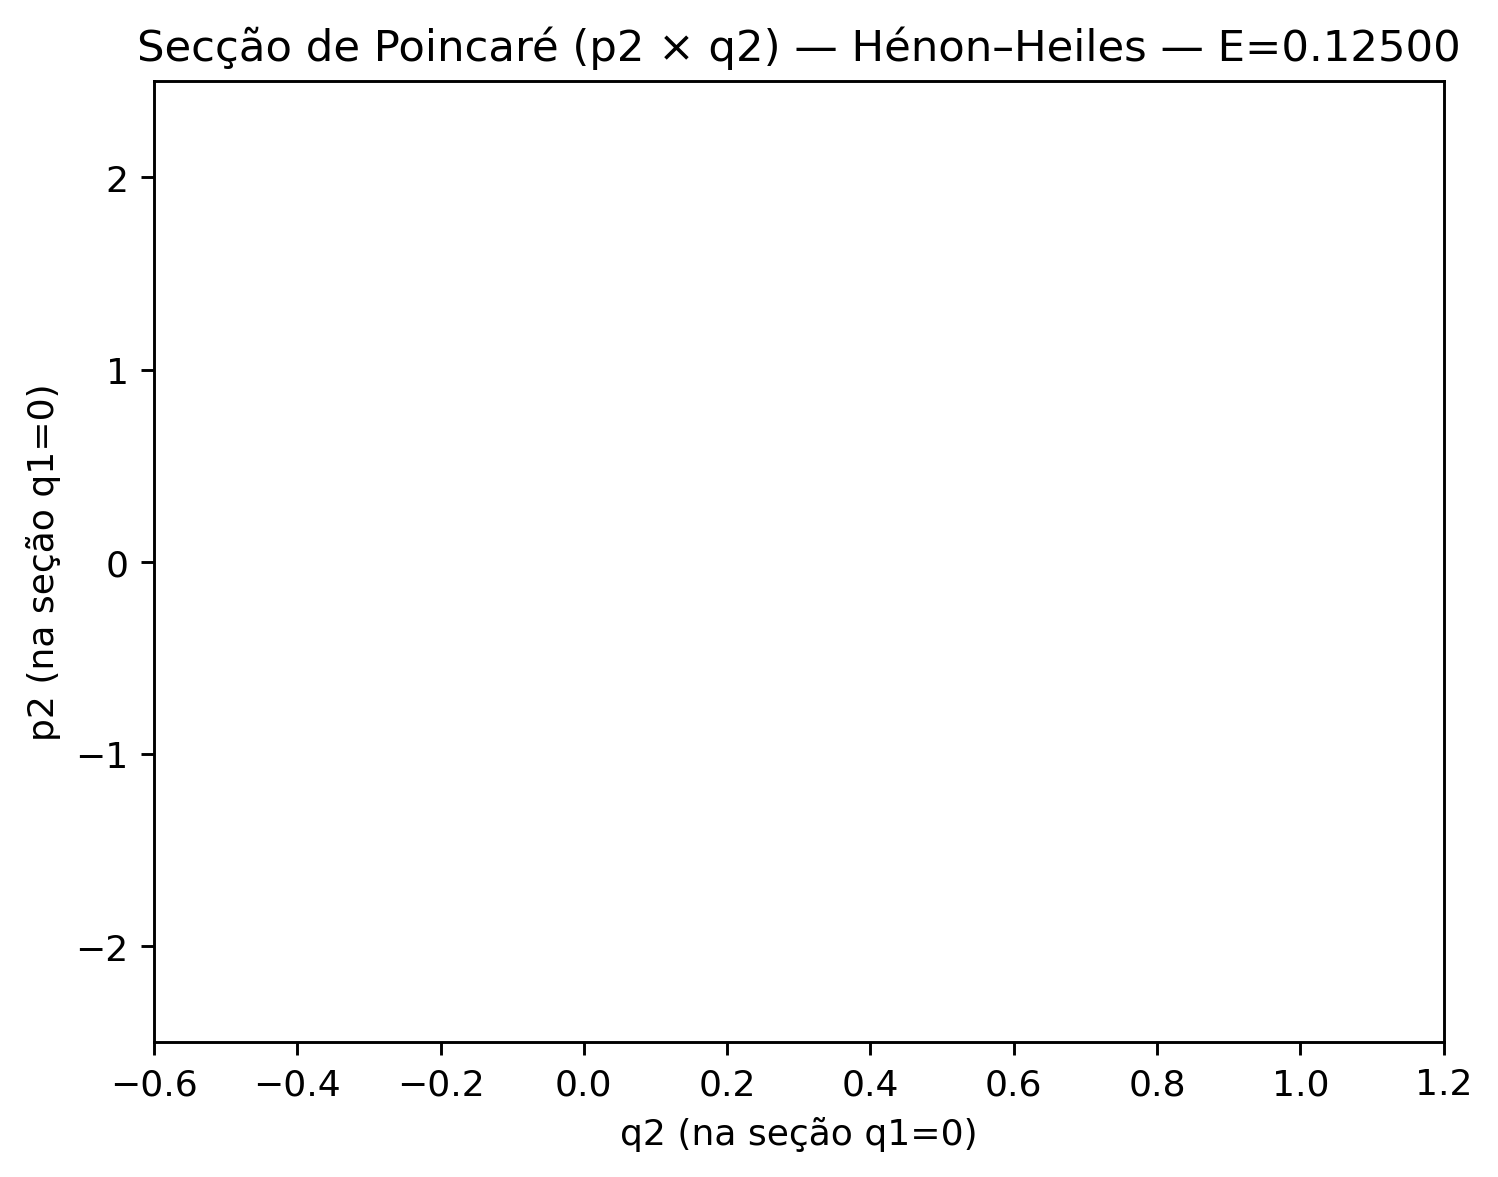 Secção de Poincaré (p2 × q2) — Hénon–Heiles — E=0.12500
p2 (na seção q1=0)
2
1
0
−1
−2
−0.6 −0.4 −0.2 0.0 0.2 0.4 0.6 0.8 1.0 1.2
q2 (na seção q1=0)